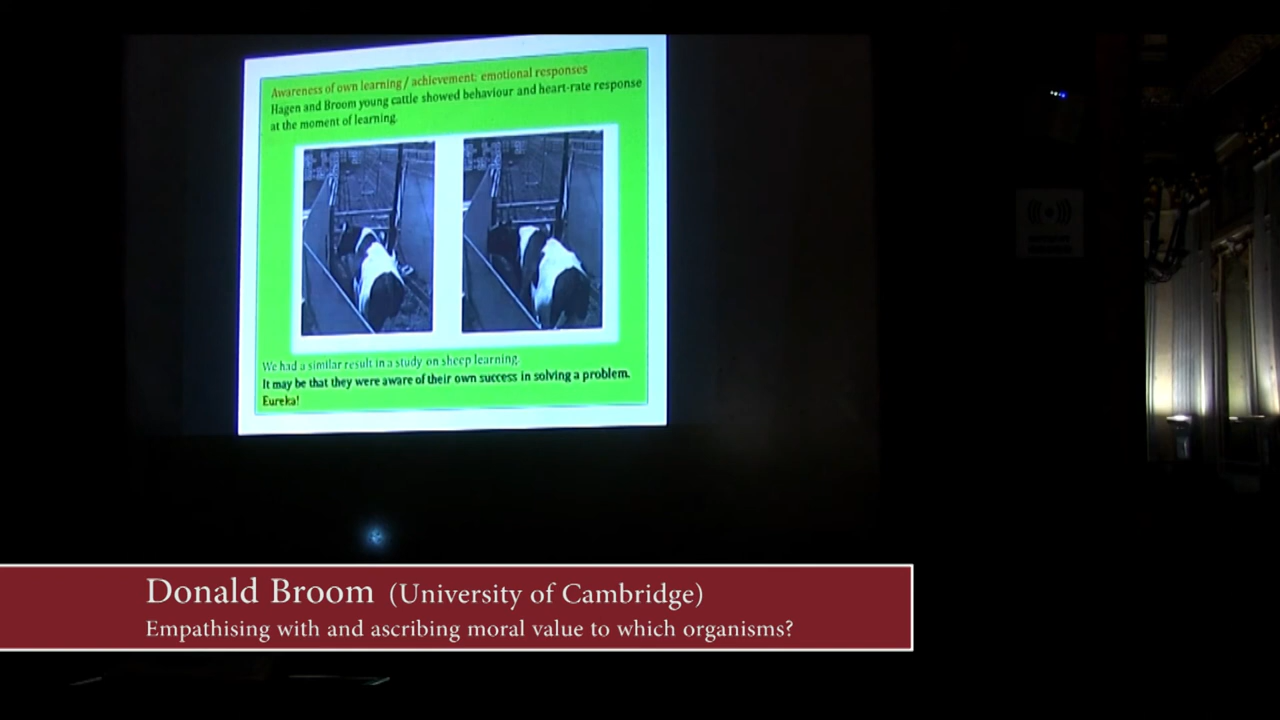 Awareness of own learning / achievement: emotional responses
Hagen and Broom young cattle showed behaviour and heart-rate response
at the moment of learning.
We had a similar result in a study on sheep learning.
It may be that they were aware of their own success in solving a problem.
Eureka!
Donald Broom (University of Cambridge)
Empathising with and ascribing moral value to which organisms?